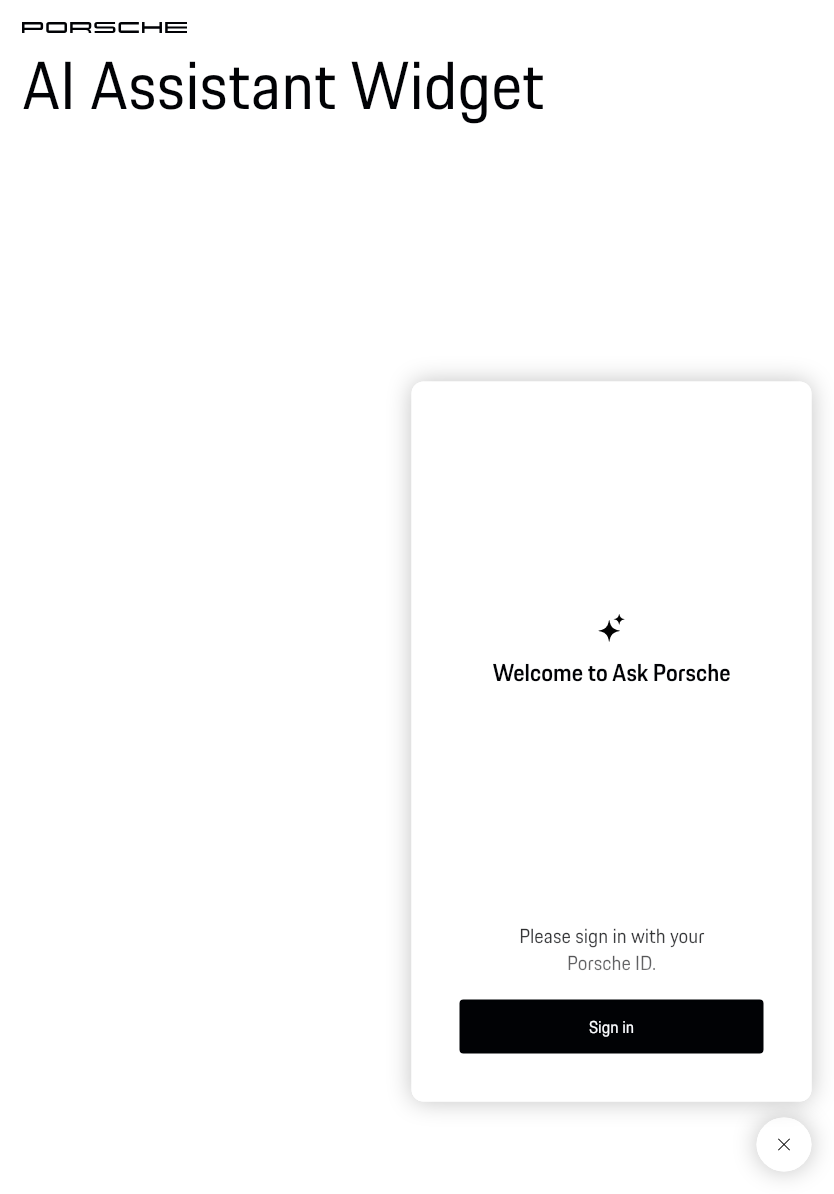 PORSCHE
AI Assistant Widget
Welcome to Ask Porsche
Please sign in with your
Porsche ID.
Sign in